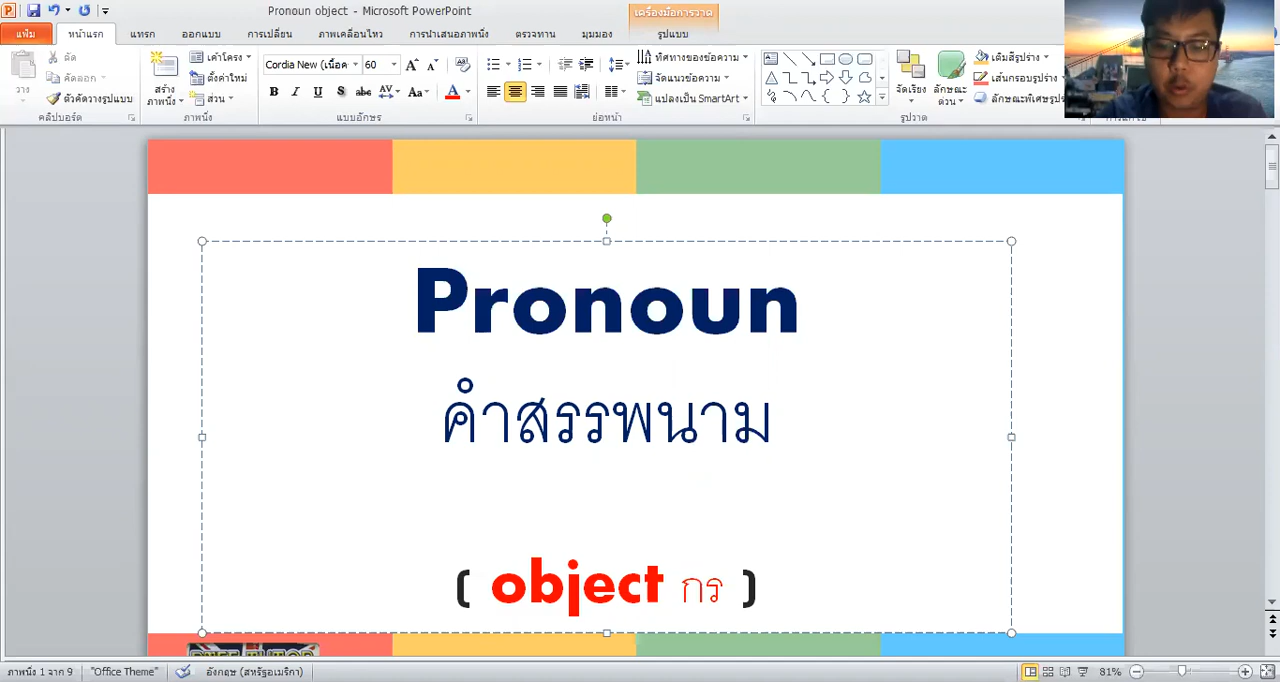 Pronoun object - Microsoft PowerPoint
เครื่องมือการวาด
แฟ้ม หน้าแรก แทรก ออกแบบ การเปลี่ยน ภาพเคลื่อนไหว การนำเสนอภาพนิ่ง ตรวจทาน มุมมอง รูปแบบ
วาง
ตัด
คัดลอก
ตัวคัดวางรูปแบบ
คลิปบอร์ด
สร้าง
ภาพนิ่ง
เค้าโครง
ตั้งค่าใหม่
ส่วน
ภาพนิ่ง
Cordia New (เนื้อค 60
B I U S abc AV Aa A
แบบอักษร
ทิศทางของข้อความ
จัดแนวข้อความ
แปลงเป็น SmartArt
ย่อหน้า
จัดเรียง
ลักษณะ
ด่วน
เติมสีรูปร่าง
เส้นกรอบรูปร่าง
ลักษณะพิเศษรูป
รูปวาด
Pronoun
คำสรรพนาม
( object กร )
ภาพนิ่ง 1 จาก 9 "Office Theme" อังกฤษ (สหรัฐอเมริกา) 81%